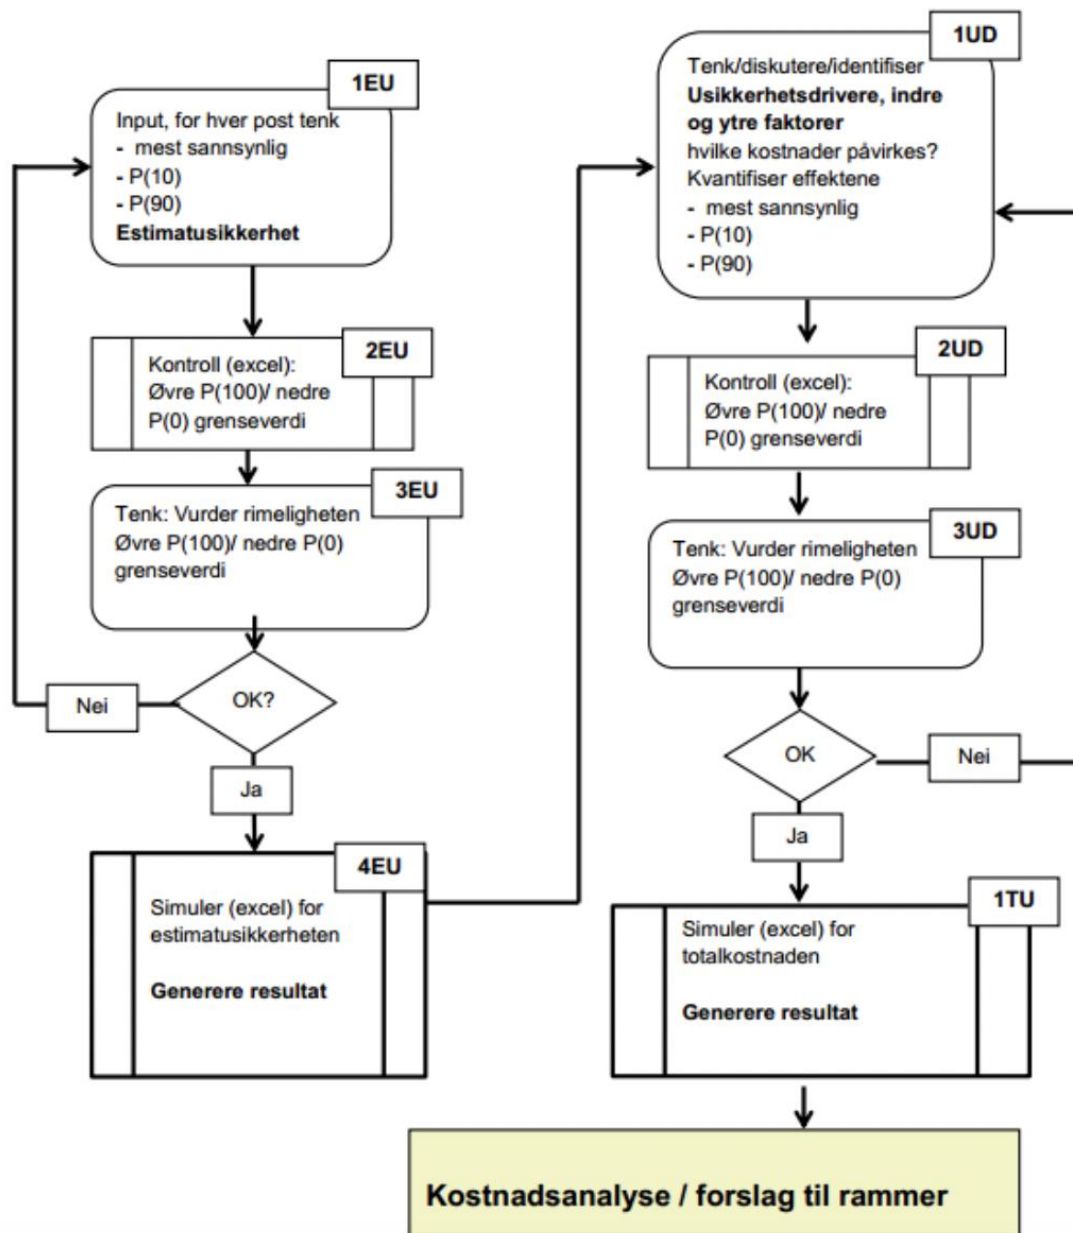 1EU
Input, for hver post tenk
- mest sannsynlig
- P(10)
- P(90)
Estimatusikkerhet
2EU
Kontroll (excel):
Øvre P(100)/ nedre
P(0) grenseverdi
3EU
Tenk: Vurder rimeligheten
Øvre P(100)/ nedre P(0)
grenseverdi
OK?
Nei
Ja
4EU
Simuler (excel) for
estimatusikkerheten
Generere resultat
1UD
Tenk/diskutere/identifiser
Usikkerhetsdrivere, indre
og ytre faktorer
hvilke kostnader påvirkes?
Kvantifiser effektene
- mest sannsynlig
- P(10)
- P(90)
2UD
Kontroll (excel):
Øvre P(100)/ nedre
P(0) grenseverdi
3UD
Tenk: Vurder rimeligheten
Øvre P(100)/ nedre P(0)
grenseverdi
OK
Nei
Ja
1TU
Simuler (excel) for
totalkostnaden
Generere resultat
Kostnadsanalyse / forslag til rammer